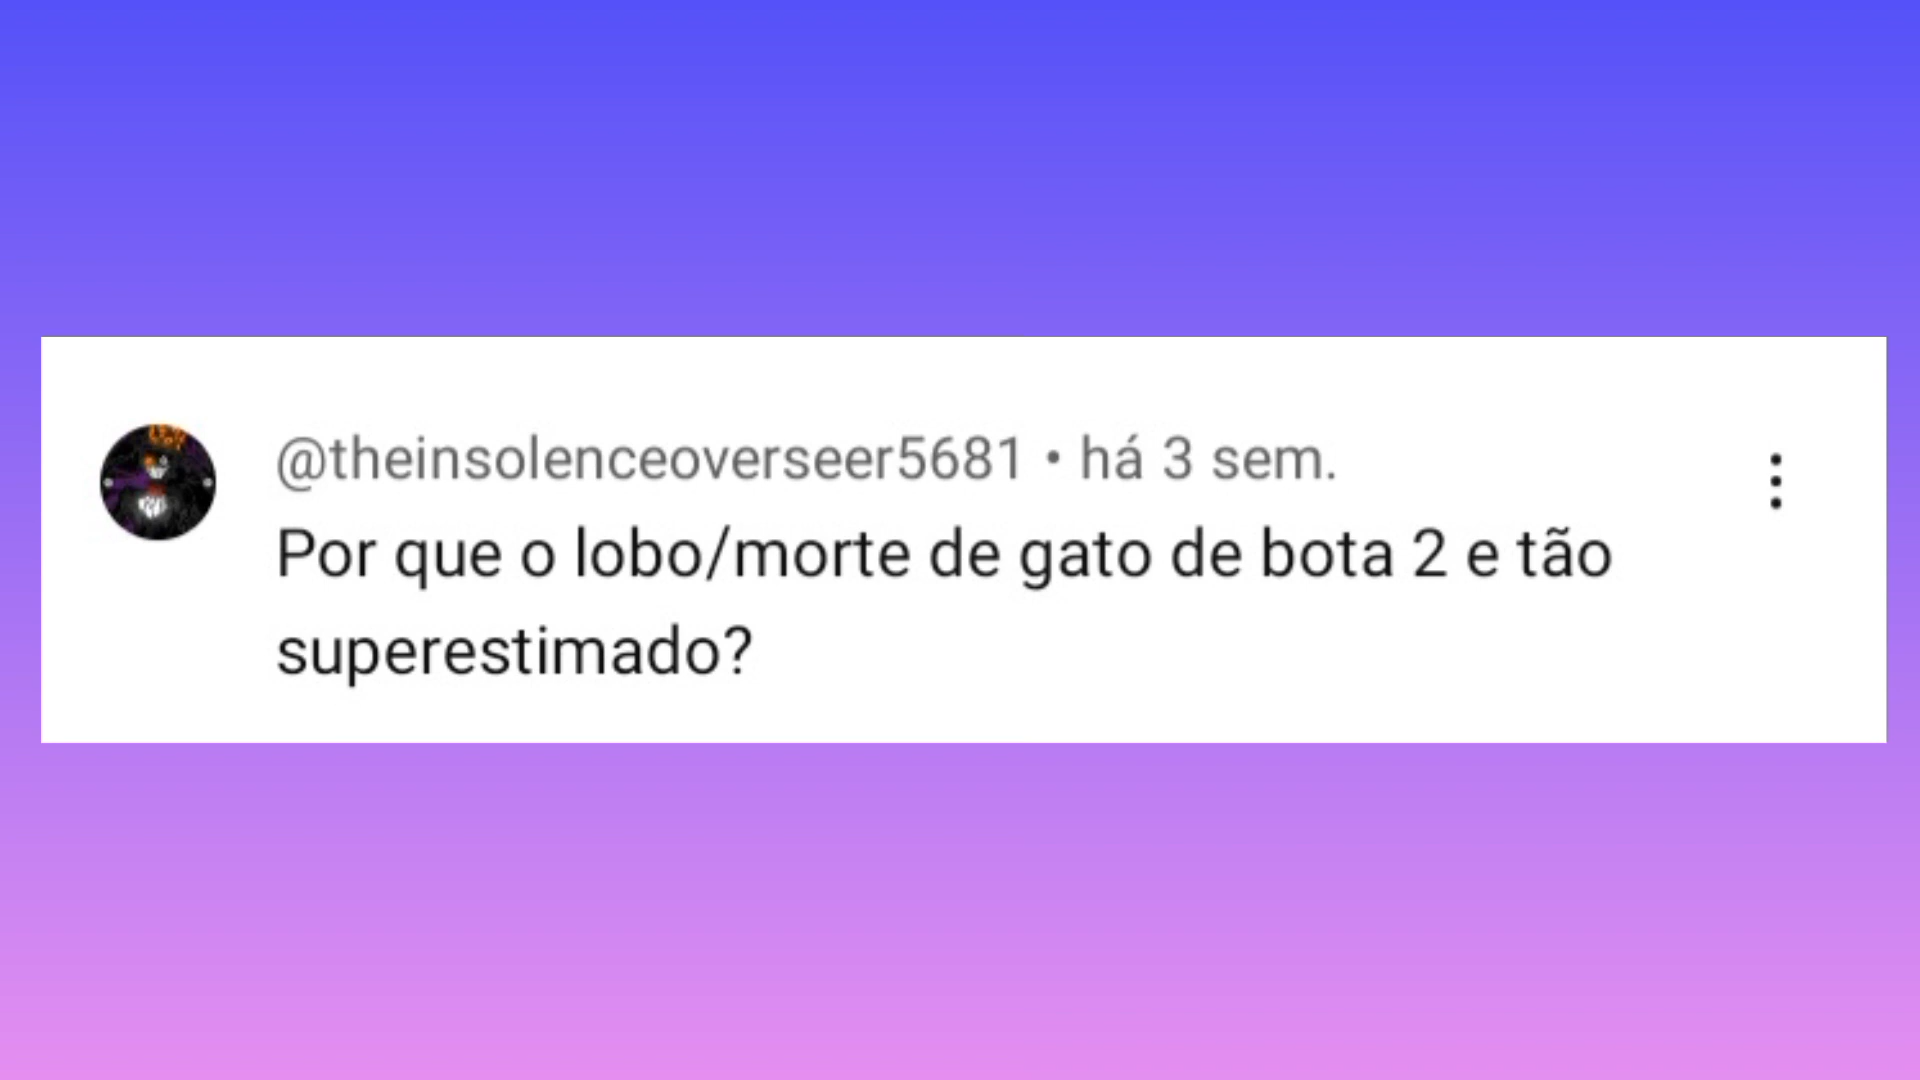 @theinsolenceoverseer5681 • há 3 sem.
Por que o lobo/morte de gato de bota 2 e tão
superestimado?